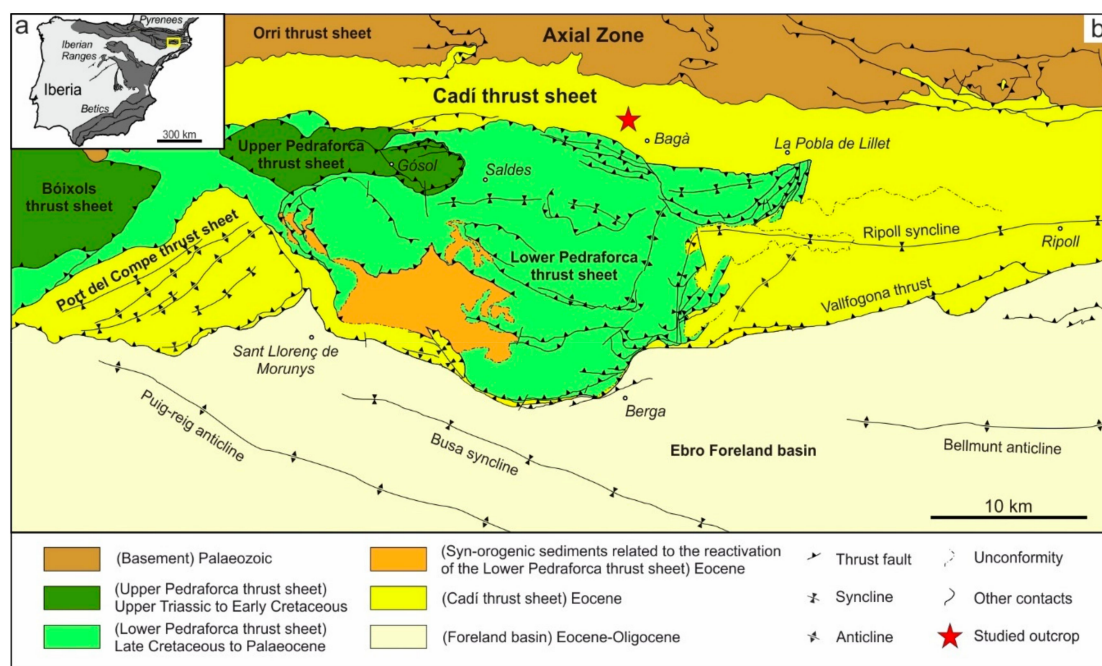 a
Pyrenees
Iberian
Ranges
Iberia
Betics
300 km
b
Orri thrust sheet
Axial Zone
Cadí thrust sheet
Bagà
La Pobla de Lillet
Upper Pedraforca
thrust sheet
Gósol
Saldes
Bóixols
thrust sheet
Port del Compe thrust sheet
Lower Pedraforca
thrust sheet
Ripoll syncline
Ripoll
Vallfogona thrust
Sant Llorenç de
Morunys
Berga
Puig-reig anticline
Busa syncline
Ebro Foreland basin
Bellmunt anticline
10 km
(Basement) Palaeozoic
(Upper Pedraforca thrust sheet)
Upper Triassic to Early Cretaceous
(Lower Pedraforca thrust sheet)
Late Cretaceous to Palaeocene
(Syn-orogenic sediments related to the reactivation
of the Lower Pedraforca thrust sheet) Eocene
(Cadí thrust sheet) Eocene
(Foreland basin) Eocene-Oligocene
Thrust fault
Syncline
Anticline
Unconformity
Other contacts
Studied outcrop